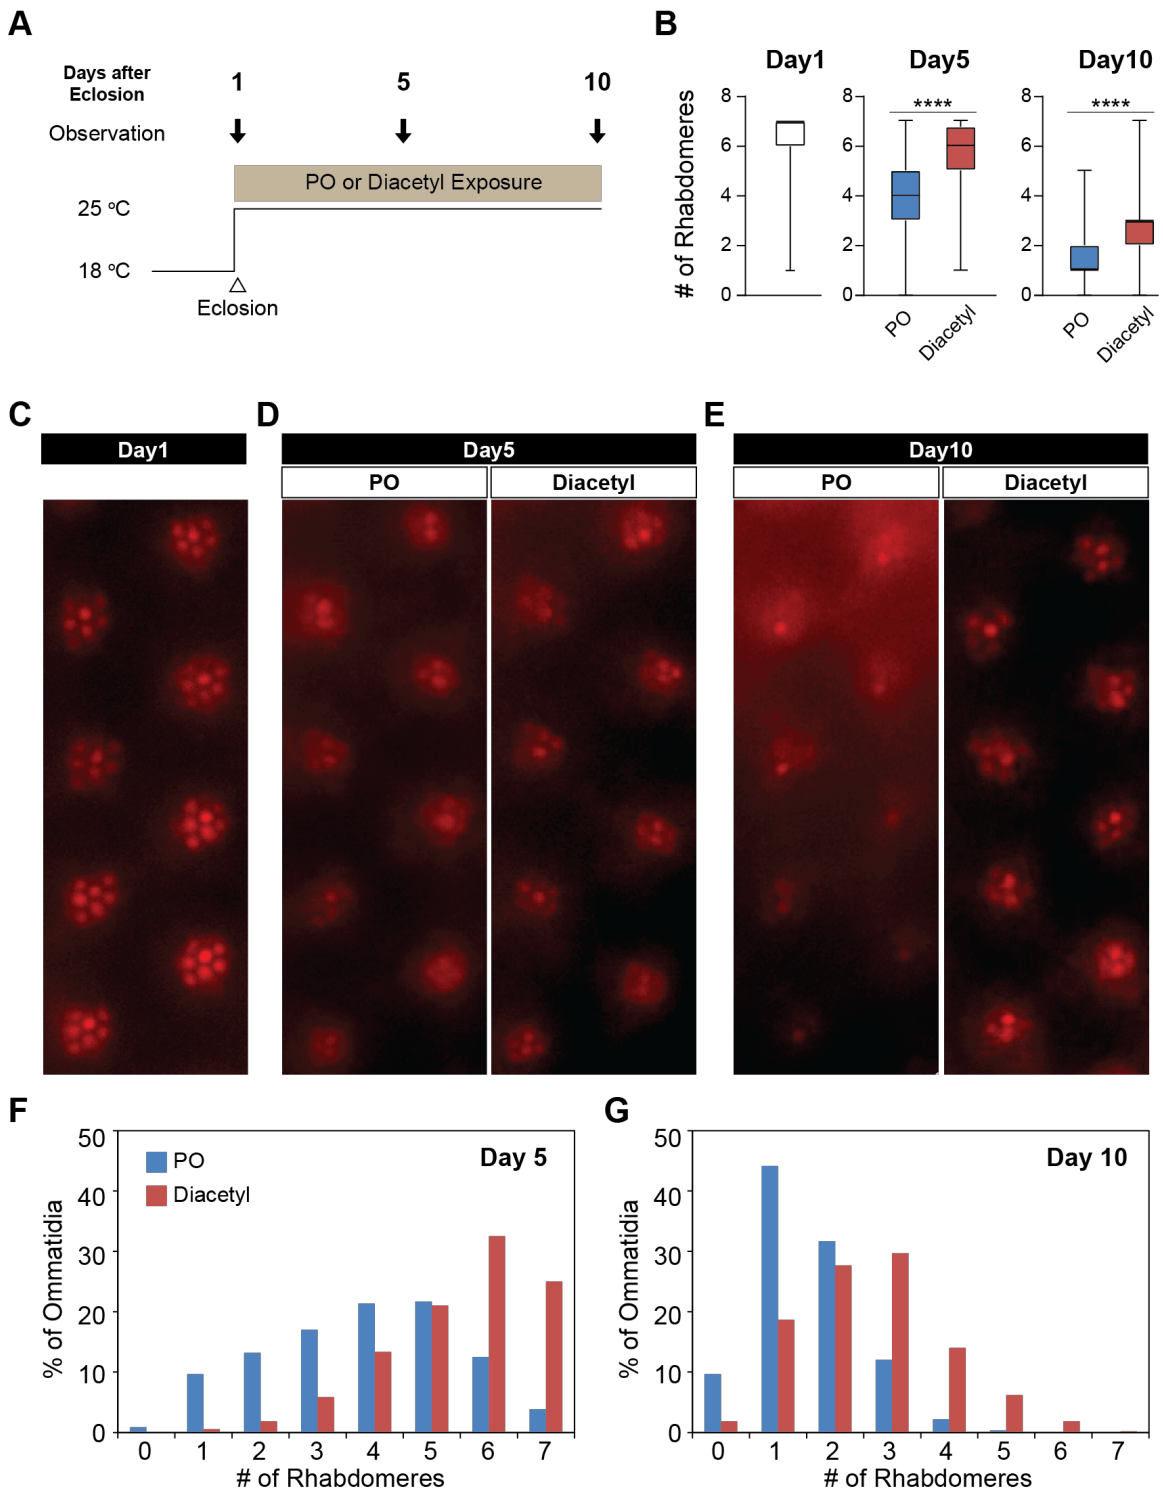 A
Days after
Eclosion
1
5
10
Observation
PO or Diacetyl Exposure
25 ºC
18 ºC
Eclosion
B
Day1
Day5
Day10
# of Rhabdomeres
8
6
4
2
0
8
6
4
2
0
****
PO
Diacetyl
8
6
4
2
0
****
PO
Diacetyl
C
Day1
D
Day5
PO
Diacetyl
E
Day10
PO
Diacetyl
F
% of Ommatidia
50
40
30
20
10
0
PO
Diacetyl
Day 5
0 1 2 3 4 5 6 7
# of Rhabdomeres
G
% of Ommatidia
50
40
30
20
10
0
Day 10
0 1 2 3 4 5 6 7
# of Rhabdomeres